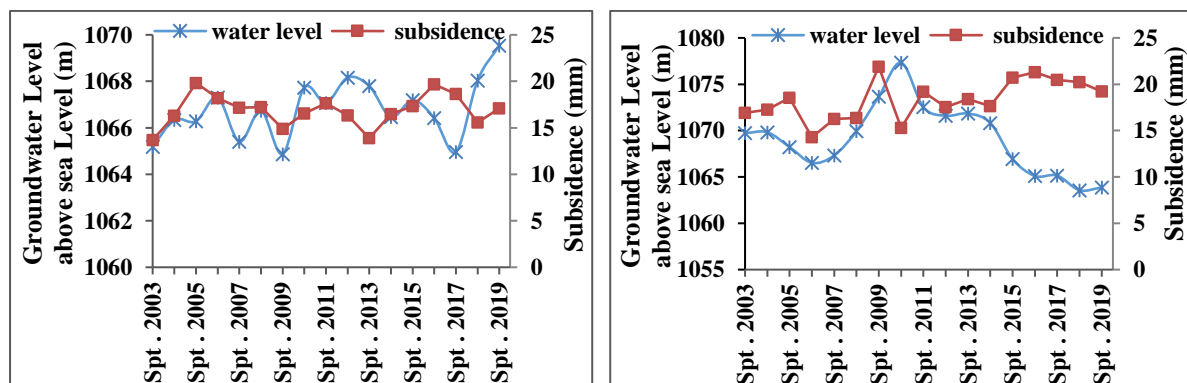 Groundwater Level
above sea Level (m)
1070
1068
1066
1064
1062
1060
water level
subsidence
25
20
15
10
5
0
Subsidence (mm)
Spt. 2003
Spt. 2005
Spt. 2007
Spt. 2009
Spt. 2011
Spt. 2013
Spt. 2015
Spt. 2017
Spt. 2019
Groundwater Level
above sea Level (m)
1080
1075
1070
1065
1060
1055
water level
subsidence
25
20
15
10
5
0
Subsidence (mm)
Spt. 2003
Spt. 2005
Spt. 2007
Spt. 2009
Spt. 2011
Spt. 2013
Spt. 2015
Spt. 2017
Spt. 2019